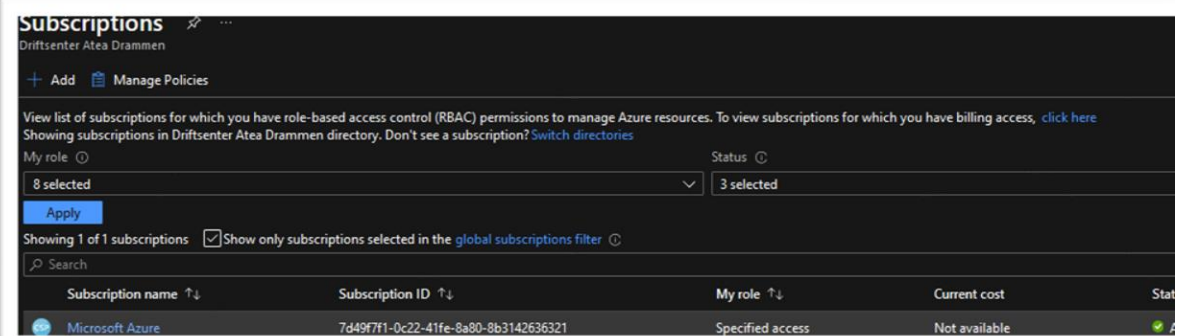 Subscriptions
Driftsenter Atea Drammen
Add Manage Policies
View list of subscriptions for which you have role-based access control (RBAC) permissions to manage Azure resources. To view subscriptions for which you have billing access, click here
Showing subscriptions in Driftsenter Atea Drammen directory. Don't see a subscription? Switch directories
My role Status
8 selected 3 selected
Apply
Showing 1 of 1 subscriptions Show only subscriptions selected in the global subscriptions filter
Search
Subscription name Subscription ID My role Current cost Stat
CSP Microsoft Azure 7d49f7f1-0c22-41fe-8a80-8b3142636321 Specified access Not available A